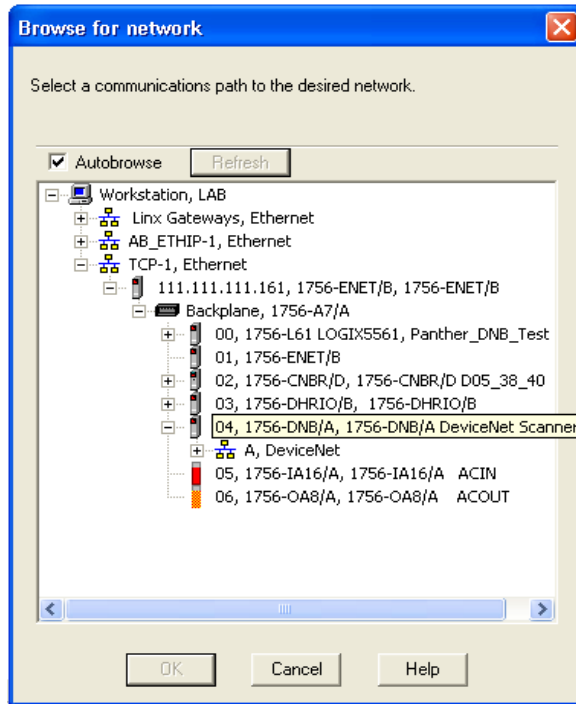 Browse for network
Select a communications path to the desired network.
Autobrowse
Refresh
Workstation, LAB
Linx Gateways, Ethernet
AB_ETHIP-1, Ethernet
TCP-1, Ethernet
111.111.111.161, 1756-ENET/B, 1756-ENET/B
Backplane, 1756-A7/A
00, 1756-L61 LOGIX5561, Panther_DNB_Test
01, 1756-ENET/B
02, 1756-CNBR/D, 1756-CNBR/D D05_38_40
03, 1756-DHRIO/B, 1756-DHRIO/B
04, 1756-DNB/A, 1756-DNB/A DeviceNet Scanner
A, DeviceNet
05, 1756-IA16/A, 1756-IA16/A ACIN
06, 1756-OA8/A, 1756-OA8/A ACOUT
OK
Cancel
Help